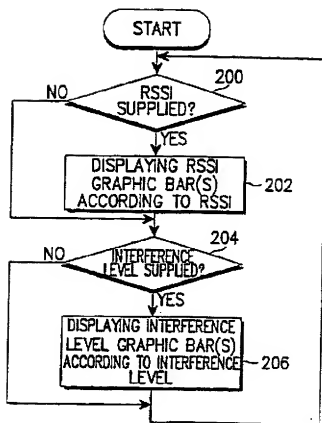 START
200
NO
RSSI
SUPPLIED?
YES
DISPLAYING RSSI
GRAPHIC BAR(S)
ACCORDING TO RSSI
202
204
NO
INTERFERENCE
LEVEL SUPPLIED?
YES
DISPLAYING INTERFERENCE
LEVEL GRAPHIC BAR(S)
ACCORDING TO INTERFERENCE
LEVEL
206